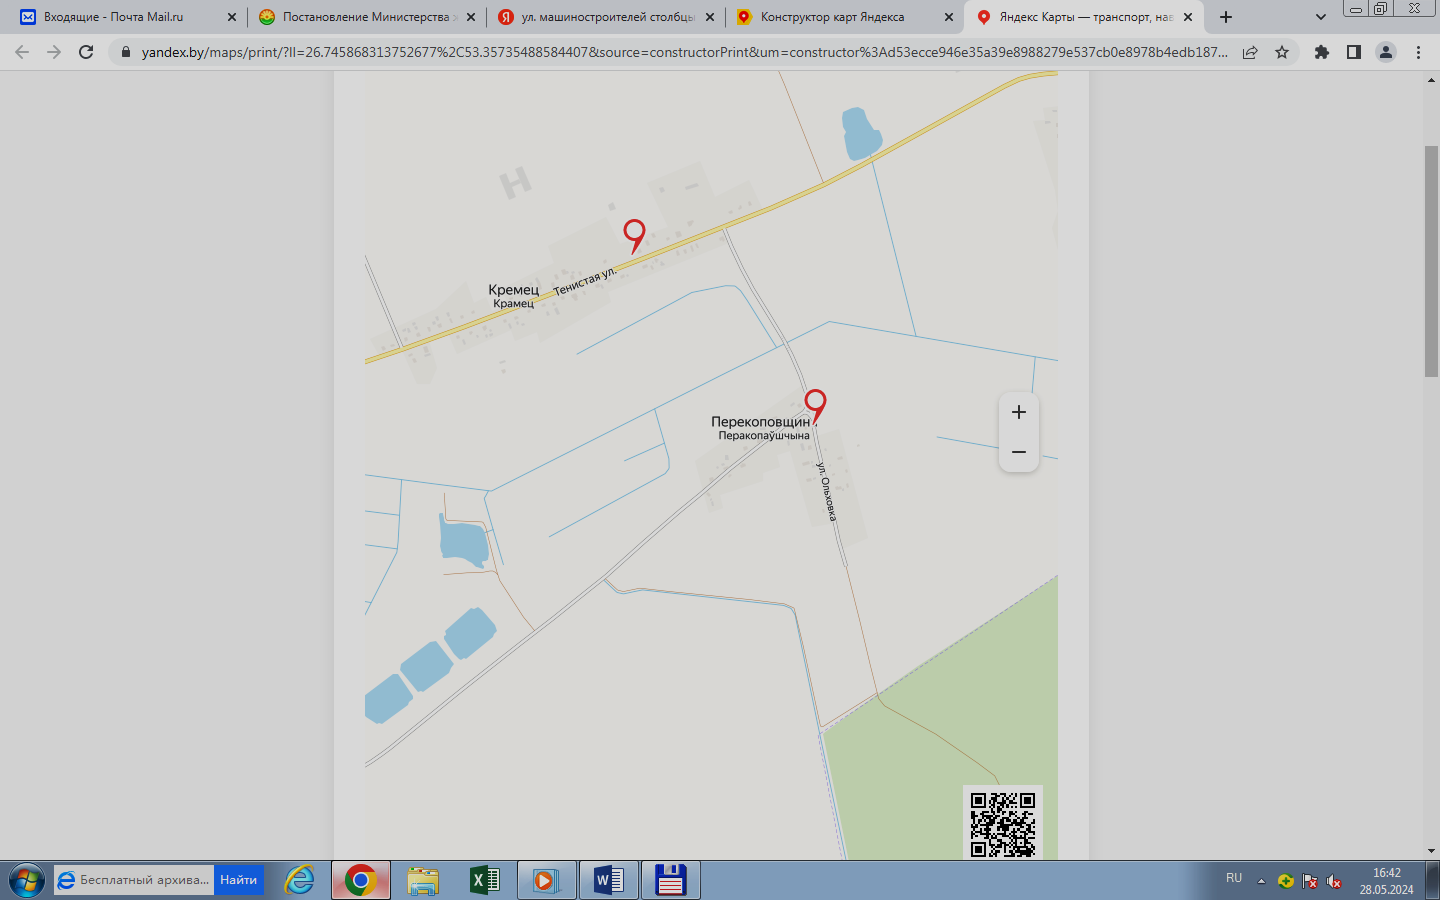 Входящие - Почта Mail.ru
Постановление Министерства
ул. машиностроителей столбцы
Конструктор карт Яндекса
Яндекс Карты — транспорт, нав
yandex.by/maps/print/?ll=26.745868313752677%2C53.35735488584407&source=constructorPrint&um=constructor%3Ad53ecce946e35a39e8988279e537cb0e8978b4edb187...
Кремец
Крамец
Тенистая ул.
Перекоповщин
Перакопаўшчына
ул. Ольховка
+
−
Бесплатный архива...
Найти
RU
16:42
28.05.2024